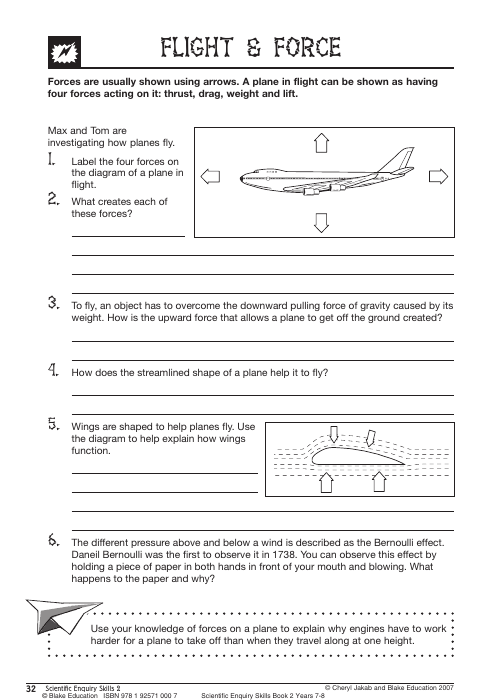 FLIGHT & FORCE
Forces are usually shown using arrows. A plane in flight can be shown as having
four forces acting on it: thrust, drag, weight and lift.
Max and Tom are
investigating how planes fly.
1. Label the four forces on
the diagram of a plane in
flight.
2. What creates each of
these forces?
3. To fly, an object has to overcome the downward pulling force of gravity caused by its
weight. How is the upward force that allows a plane to get off the ground created?
4. How does the streamlined shape of a plane help it to fly?
5. Wings are shaped to help planes fly. Use
the diagram to help explain how wings
function.
6. The different pressure above and below a wind is described as the Bernoulli effect.
Daneil Bernoulli was the first to observe it in 1738. You can observe this effect by
holding a piece of paper in both hands in front of your mouth and blowing. What
happens to the paper and why?
Use your knowledge of forces on a plane to explain why engines have to work
harder for a plane to take off than when they travel along at one height.
32 Scientific Enquiry Skills 2 © Cheryl Jakab and Blake Education 2007
© Blake Education ISBN 978 1 92571 000 7 Scientific Enquiry Skills Book 2 Years 7-8